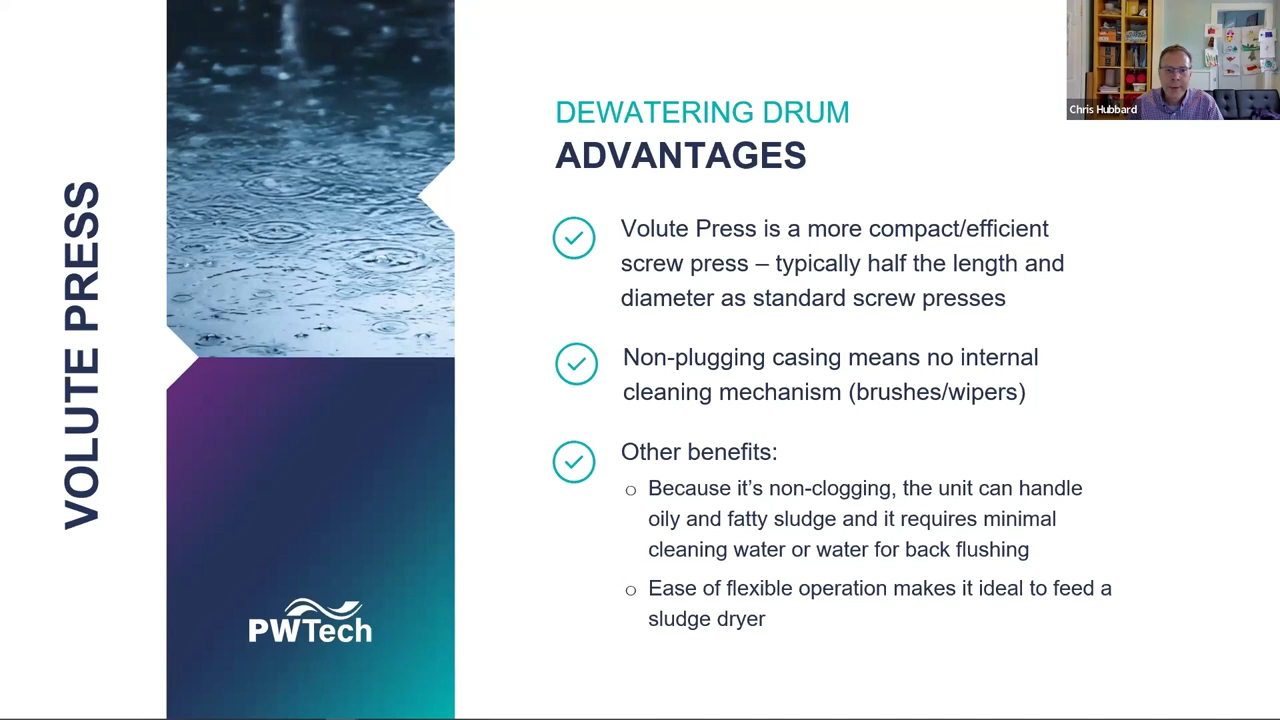 VOLUTE PRESS
DEWATERING DRUM
ADVANTAGES
Volute Press is a more compact/efficient
screw press – typically half the length and
diameter as standard screw presses
Non-plugging casing means no internal
cleaning mechanism (brushes/wipers)
Other benefits:
Because it’s non-clogging, the unit can handle
oily and fatty sludge and it requires minimal
cleaning water or water for back flushing
Ease of flexible operation makes it ideal to feed a
sludge dryer
PWTech
Chris Hubbard